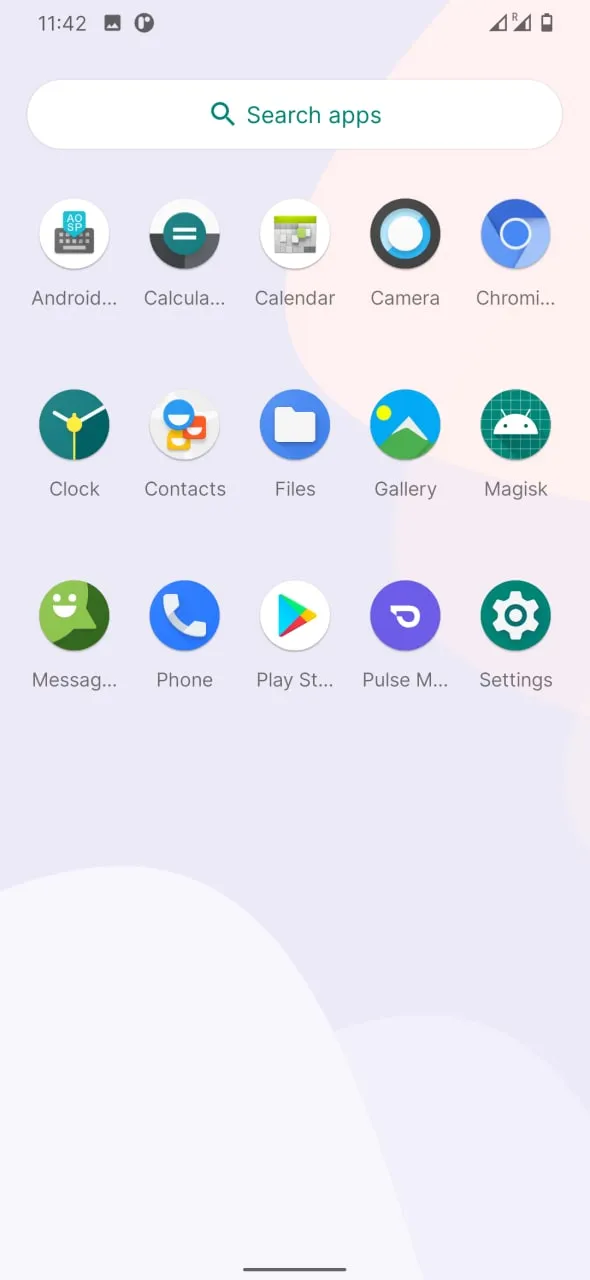 11:42
R
Search apps
AO
SP
Android...
Calcula...
Calendar
Camera
Chromi...
Clock
Contacts
Files
Gallery
Magisk
Messag...
Phone
Play St...
Pulse M...
Settings